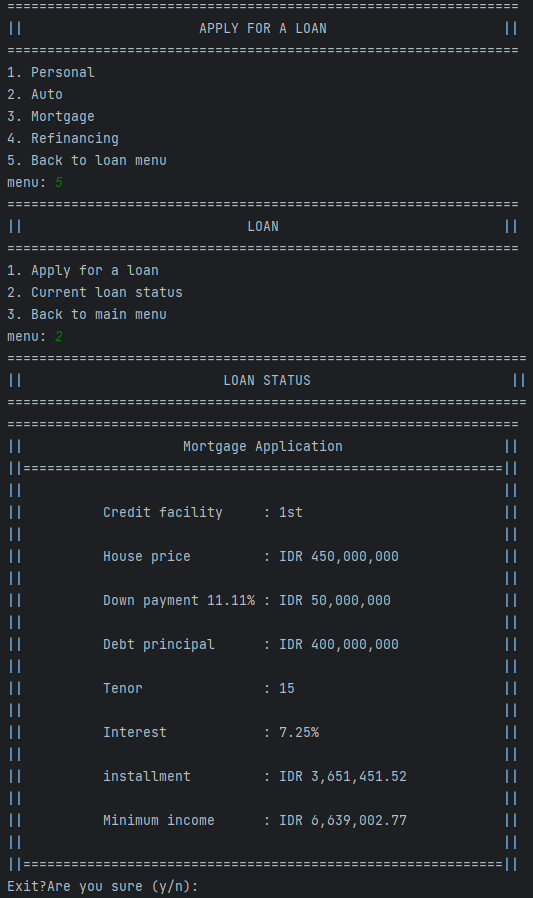 ================================================================
||                      APPLY FOR A LOAN                      ||
================================================================
1. Personal
2. Auto
3. Mortgage
4. Refinancing
5. Back to loan menu
menu: 5
================================================================
||                            LOAN                            ||
================================================================
1. Apply for a loan
2. Current loan status
3. Back to main menu
menu: 2
=================================================================
||                         LOAN STATUS                         ||
=================================================================
================================================================
||                    Mortgage Application                    ||
||============================================================||
||                                                            ||
||          Credit facility     : 1st                         ||
||                                                            ||
||          House price         : IDR 450,000,000             ||
||                                                            ||
||          Down payment 11.11% : IDR 50,000,000              ||
||                                                            ||
||          Debt principal      : IDR 400,000,000             ||
||                                                            ||
||          Tenor               : 15                          ||
||                                                            ||
||          Interest            : 7.25%                       ||
||                                                            ||
||          installment         : IDR 3,651,451.52            ||
||                                                            ||
||          Minimum income      : IDR 6,639,002.77            ||
||                                                            ||
||============================================================||
Exit?Are you sure (y/n):